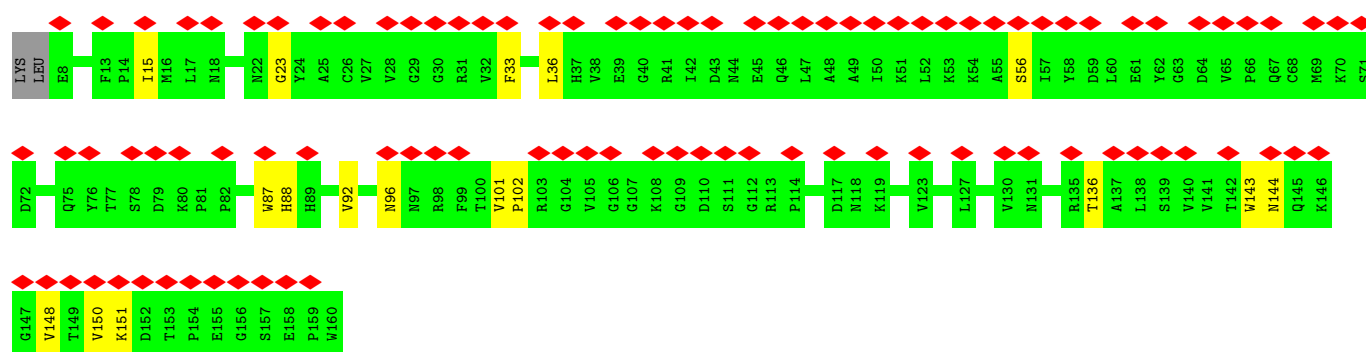 LYS LEU E8 F13 P14 I15 M16 L17 N18 N22 G23 Y24 A25 C26 V27 V28 G29 G30 R31 V32 F33 L36 H37 V38 E39 G40 R41 I42 D43 N44 E45 Q46 L47 A48 A49 I50 K51 L52 K53 K54 A55 S56 I57 Y58 D59 L60 E61 Y62 G63 D64 V65 P66 Q67 C68 M69 K70 S71
D72 Q75 Y76 T77 S78 D79 K80 P81 P82 W87 H88 H89 V92 N96 N97 R98 F99 T100 V101 P102 R103 G104 V105 G106 G107 K108 G109 D110 S111 G112 R113 P114 D117 N118 K119 V123 L127 V130 N131 R135 T136 A137 L138 S139 V140 V141 T142 W143 N144 Q145 K146
G147 V148 T149 V150 K151 D152 T153 P154 E155 G156 S157 E158 P159 W160